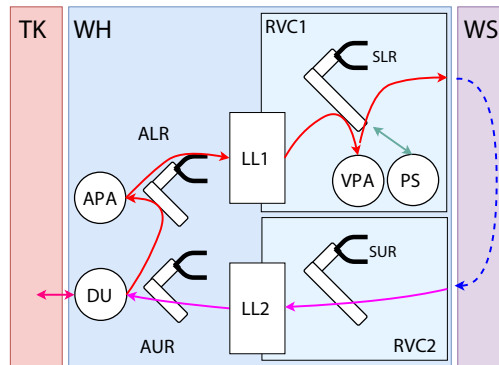 TK
WH
RVC1
WS
SLR
ALR
LL1
APA
VPA
PS
SUR
DU
LL2
AUR
RVC2